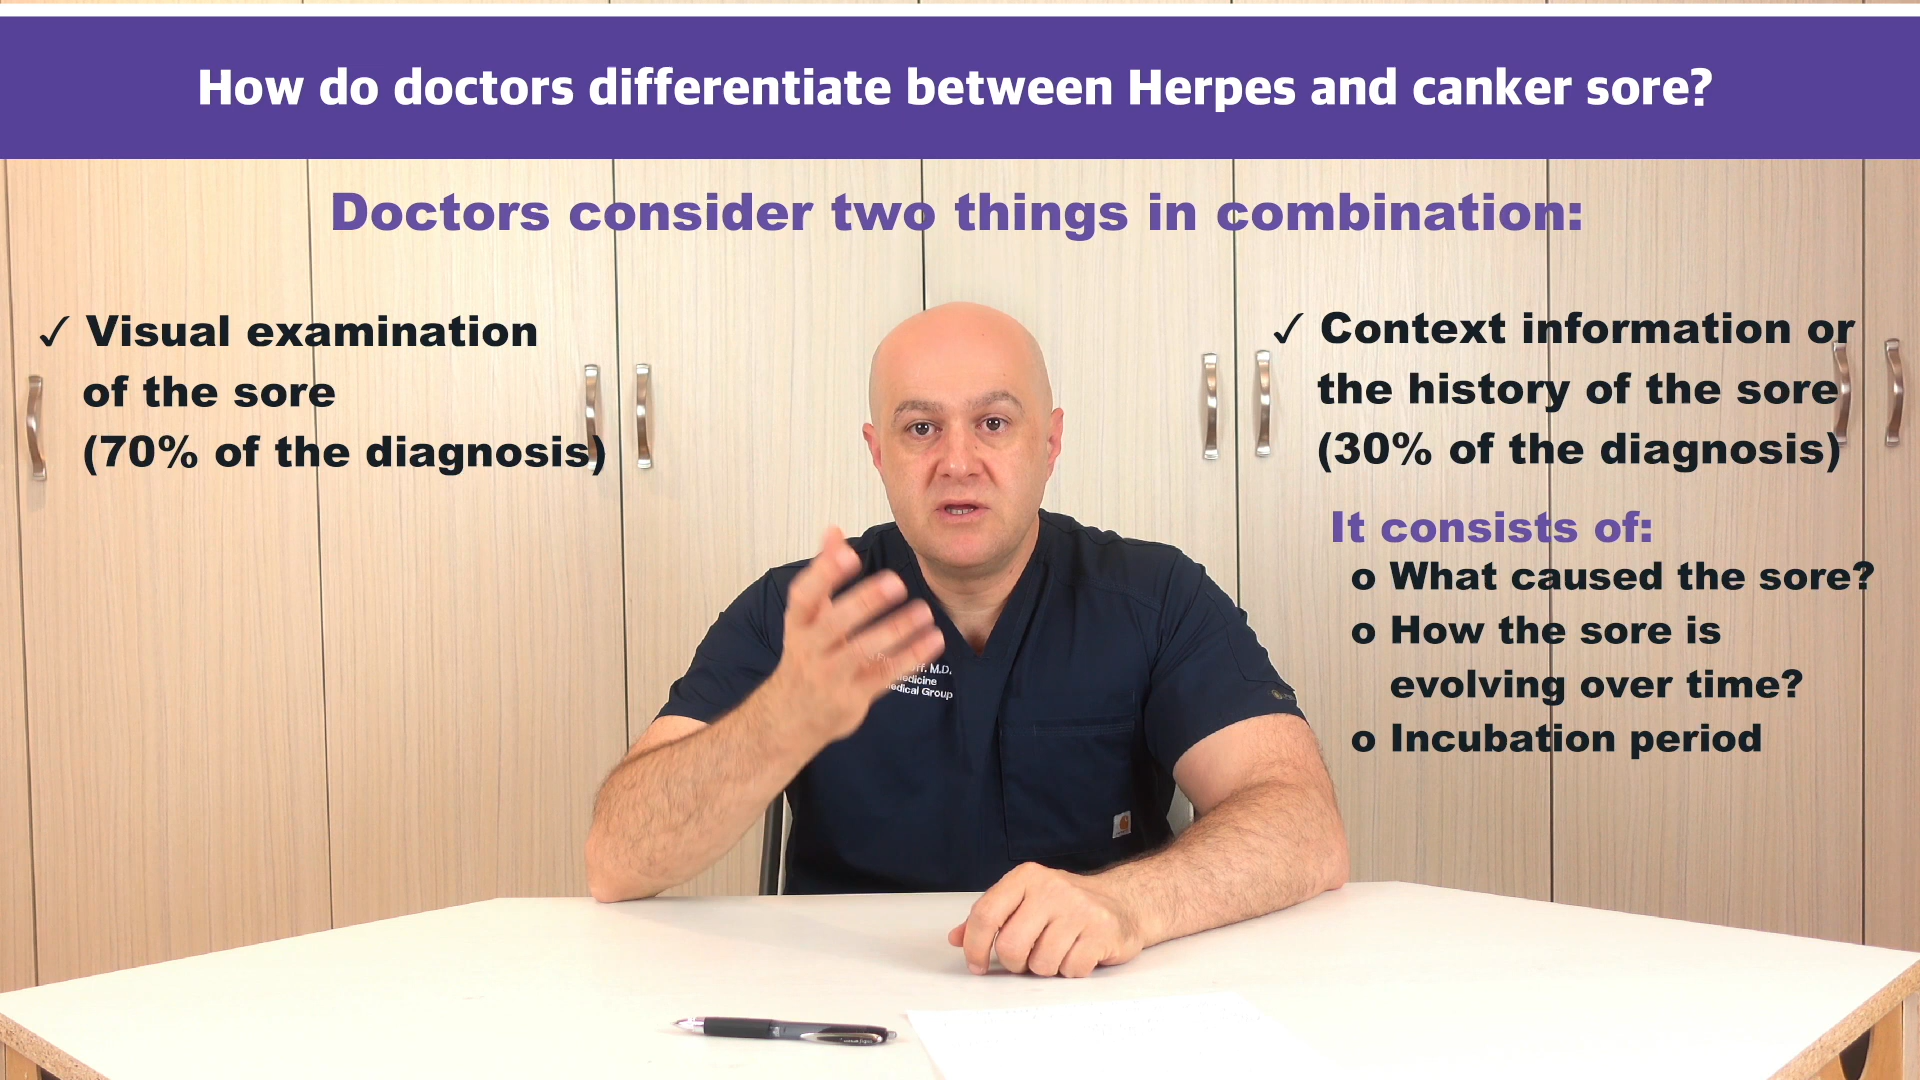 How do doctors differentiate between Herpes and canker sore?
Doctors consider two things in combination:
✓ Visual examination
of the sore
(70% of the diagnosis)
✓ Context information or
the history of the sore
(30% of the diagnosis)
It consists of:
o What caused the sore?
o How the sore is
evolving over time?
o Incubation period
M.D.
Group